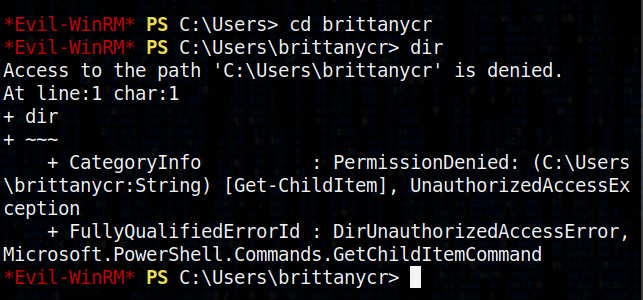 *Evil-WinRM* PS C:\Users> cd brittanycr
*Evil-WinRM* PS C:\Users\brittanycr> dir
Access to the path 'C:\Users\brittanycr' is denied.
At line:1 char:1
+ dir
+ ~~~
    + CategoryInfo          : PermissionDenied: (C:\Users
\brittanycr:String) [Get-ChildItem], UnauthorizedAccessEx
ception
    + FullyQualifiedErrorId : DirUnauthorizedAccessError,
Microsoft.PowerShell.Commands.GetChildItemCommand
*Evil-WinRM* PS C:\Users\brittanycr>